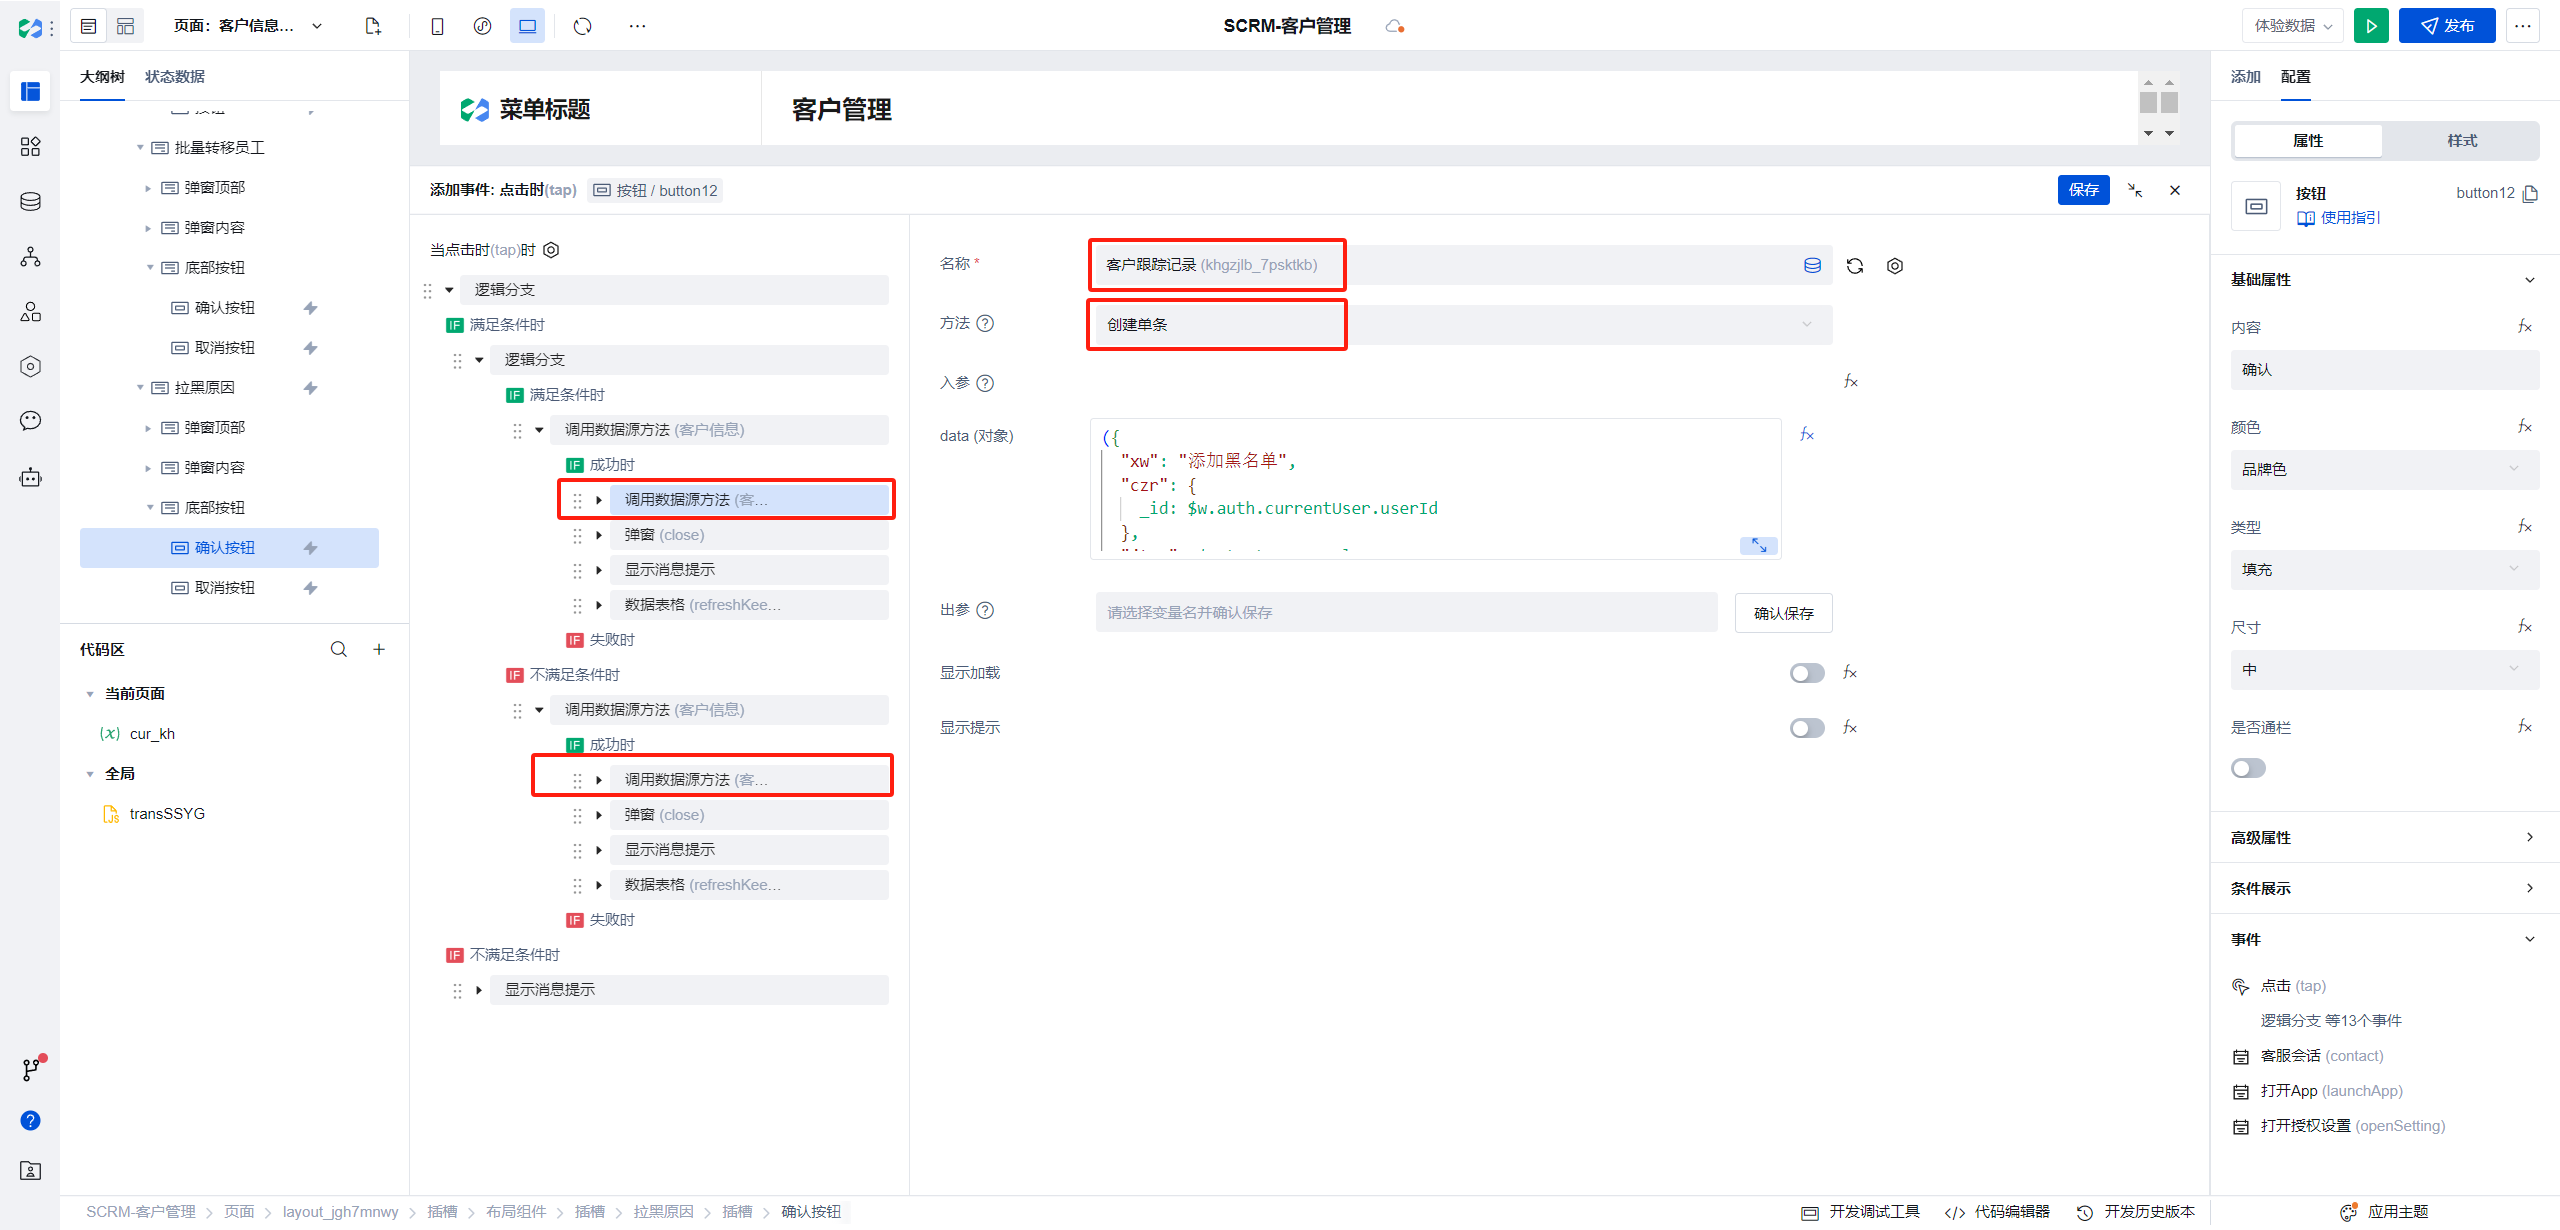 页面：客户信息...
SCRM-客户管理
体验数据
发布
大纲树
状态数据
批量转移员工
弹窗顶部
弹窗内容
底部按钮
确认按钮
取消按钮
拉黑原因
弹窗顶部
弹窗内容
底部按钮
确认按钮
取消按钮
代码区
当前页面
(x) cur_kh
全局
JS transSSYG
菜单标题
客户管理
添加事件: 点击时(tap)
按钮 / button12
保存
当点击时(tap)时
逻辑分支
IF 满足条件时
逻辑分支
IF 满足条件时
调用数据源方法 (客户信息)
IF 成功时
调用数据源方法 (客...
弹窗 (close)
显示消息提示
数据表格 (refreshKee...
IF 失败时
IF 不满足条件时
调用数据源方法 (客户信息)
IF 成功时
调用数据源方法 (客...
弹窗 (close)
显示消息提示
数据表格 (refreshKee...
IF 失败时
IF 不满足条件时
显示消息提示
名称 *
客户跟踪记录 (khgzjlb_7psktkb)
方法 ?
创建单条
入参 ?
fx
data (对象)
fx
({
"xw": "添加黑名单",
"czr": {
_id: $w.auth.currentUser.userId
},
出参 ?
请选择变量名并确认保存
确认保存
显示加载
fx
显示提示
fx
添加
配置
属性
样式
按钮
button12
使用指引
基础属性
内容
fx
确认
颜色
fx
品牌色
类型
fx
填充
尺寸
fx
中
是否通栏
fx
高级属性
条件展示
事件
点击 (tap)
逻辑分支 等13个事件
客服会话 (contact)
打开App (launchApp)
打开授权设置 (openSetting)
SCRM-客户管理 > 页面 > layout_jgh7mnwy > 插槽 > 布局组件 > 插槽 > 拉黑原因 > 插槽 > 确认按钮
开发调试工具
</> 代码编辑器
开发历史版本
应用主题